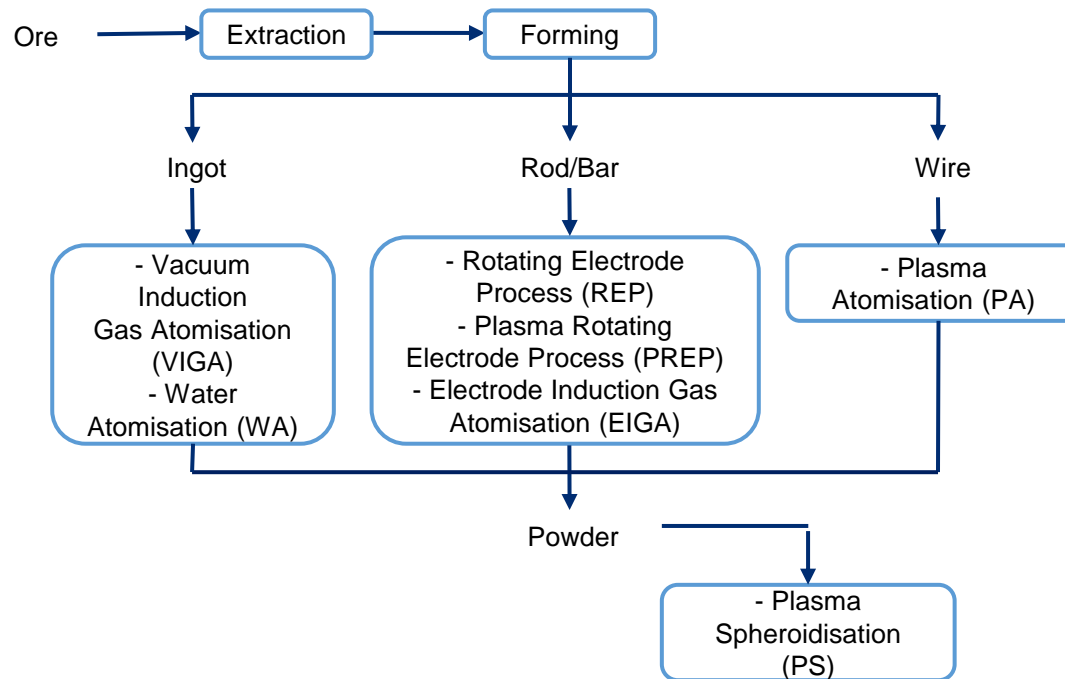 Ore
Extraction
Forming
Ingot
Rod/Bar
Wire
- Vacuum
Induction
Gas Atomisation
(VIGA)
- Water
Atomisation (WA)
- Rotating Electrode
Process (REP)
- Plasma Rotating
Electrode Process (PREP)
- Electrode Induction Gas
Atomisation (EIGA)
- Plasma
Atomisation (PA)
Powder
- Plasma
Spheroidisation
(PS)